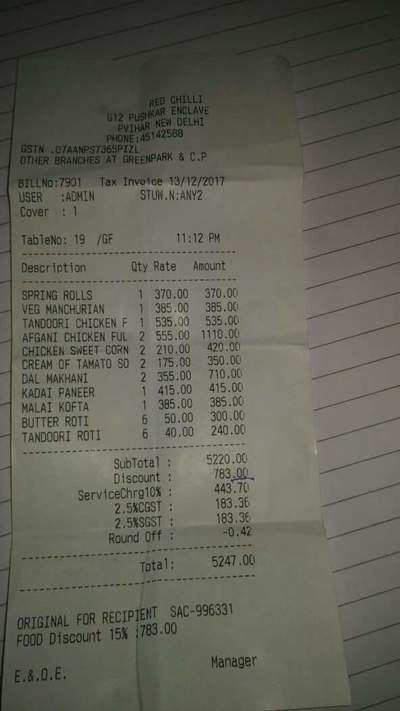 RED CHILLI
G12 PUSHKAR ENCLAVE
PVIHAR NEW DELHI
PHONE:45142588
GSTN .07AANPS7365PIZL
OTHER BRANCHES AT GREENPARK & C.P
BILLNo:7901 Tax Invoice 13/12/2017
USER :ADMIN STUW.N:ANY2
Cover : 1
TableNo: 19 /GF 11:12 PM
Description Qty Rate Amount
SPRING ROLLS 1 370.00 370.00
VEG MANCHURIAN 1 385.00 385.00
TANDOORI CHICKEN F 1 535.00 535.00
AFGANI CHICKEN FUL 2 555.00 1110.00
CHICKEN SWEET CORN 2 210.00 420.00
CREAM OF TAMATO SO 2 175.00 350.00
DAL MAKHANI 2 355.00 710.00
KADAI PANEER 1 415.00 415.00
MALAI KOFTA 1 385.00 385.00
BUTTER ROTI 6 50.00 300.00
TANDOORI ROTI 6 40.00 240.00
SubTotal : 5220.00
Discount : 783.00
ServiceChrg10% : 443.70
2.5%CGST : 183.36
2.5%SGST : 183.36
Round Off : -0.42
Total: 5247.00
ORIGINAL FOR RECIPIENT SAC-996331
FOOD Discount 15% :783.00
E.&.O.E. Manager